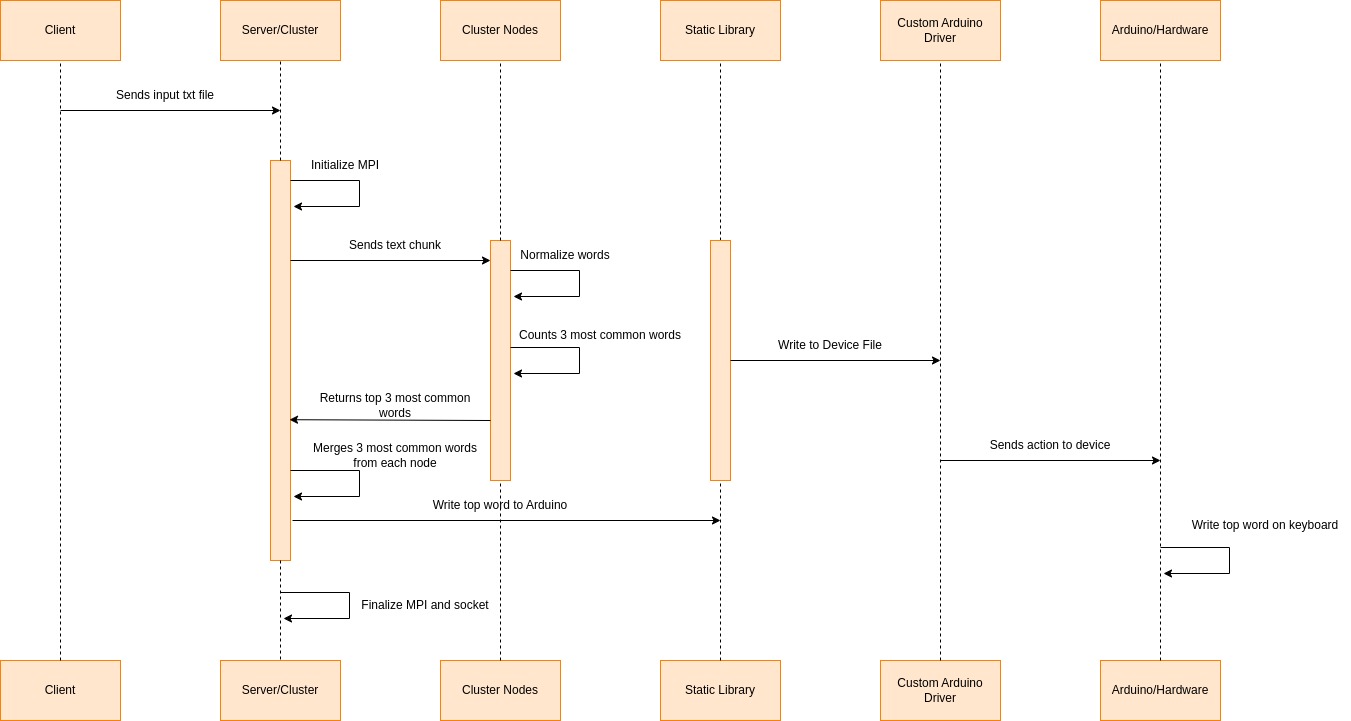 Client
Server/Cluster
Cluster Nodes
Static Library
Custom Arduino
Driver
Arduino/Hardware
Sends input txt file
Initialize MPI
Sends text chunk
Normalize words
Counts 3 most common words
Write to Device File
Returns top 3 most common
words
Merges 3 most common words
from each node
Sends action to device
Write top word to Arduino
Write top word on keyboard
Finalize MPI and socket
Client
Server/Cluster
Cluster Nodes
Static Library
Custom Arduino
Driver
Arduino/Hardware